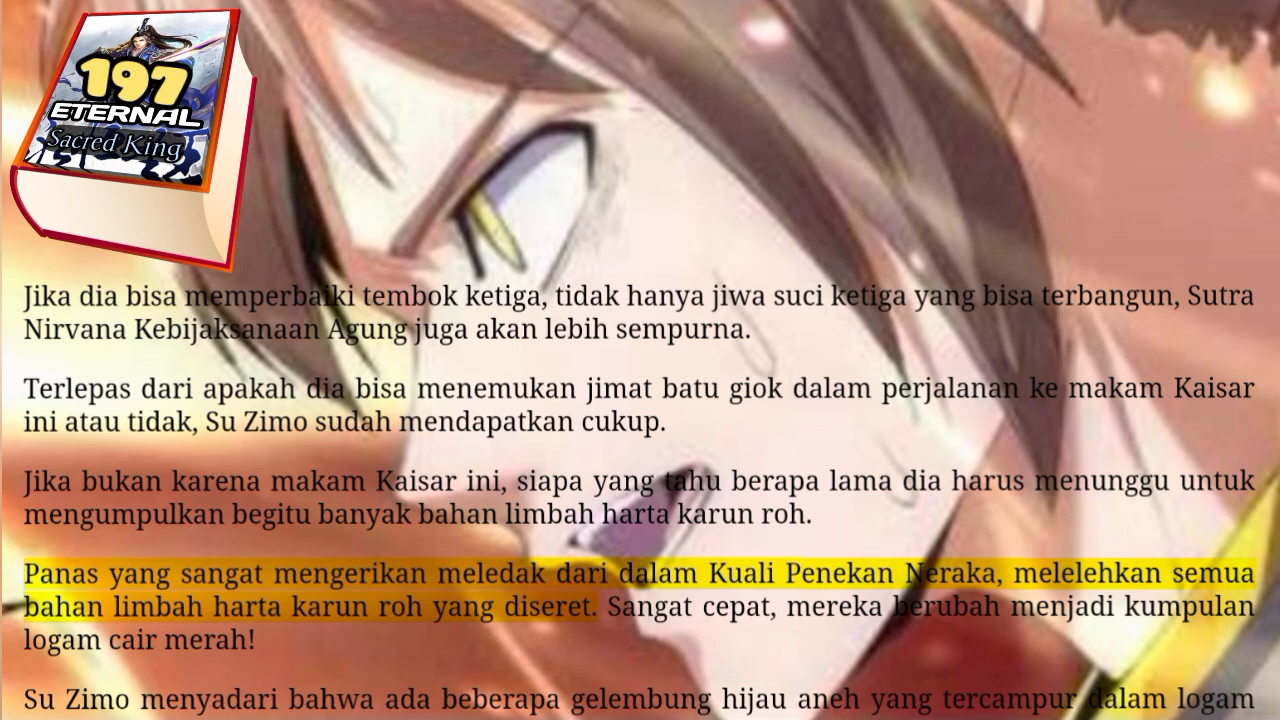 197
ETERNAL
Sacred King
Jika dia bisa memperbaiki tembok ketiga, tidak hanya jiwa suci ketiga yang bisa terbangun, Sutra
Nirvana Kebijaksanaan Agung juga akan lebih sempurna.
Terlepas dari apakah dia bisa menemukan jimat batu giok dalam perjalanan ke makam Kaisar
ini atau tidak, Su Zimo sudah mendapatkan cukup.
Jika bukan karena makam Kaisar ini, siapa yang tahu berapa lama dia harus menunggu untuk
mengumpulkan begitu banyak bahan limbah harta karun roh.
Panas yang sangat mengerikan meledak dari dalam Kuali Penekan Neraka, melelehkan semua
bahan limbah harta karun roh yang diseret. Sangat cepat, mereka berubah menjadi kumpulan
logam cair merah!
Su Zimo menyadari bahwa ada beberapa gelembung hijau aneh yang tercampur dalam logam